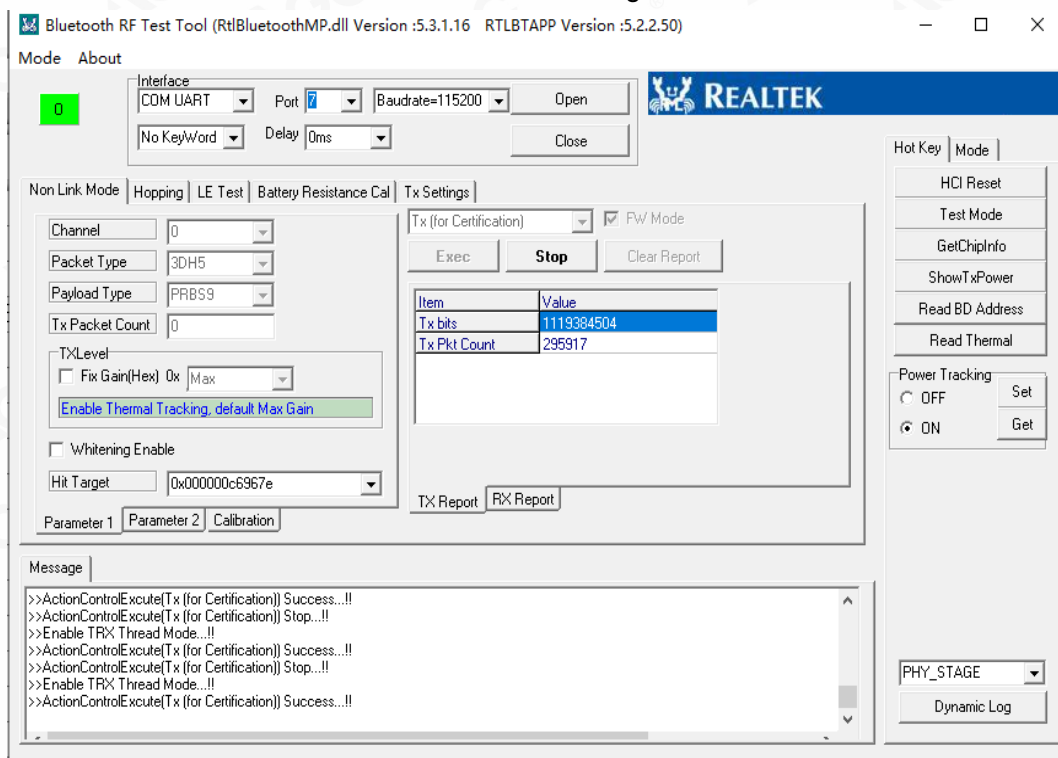 Bluetooth RF Test Tool (RtlBluetoothMP.dll Version :5.3.1.16 RTLBTAPP Version :5.2.2.50)
Mode About
Interface
0
COM UART Port 7 Baudrate=115200 Open
No KeyWord Delay 0ms Close
REALTEK
Hot Key Mode
HCI Reset
Test Mode
GetChipInfo
ShowTxPower
Read BD Address
Read Thermal
Power Tracking
OFF Set
ON Get
PHY_STAGE
Dynamic Log
Non Link Mode Hopping LE Test Battery Resistance Cal Tx Settings
Channel 0
Packet Type 3DH5
Payload Type PRBS9
Tx Packet Count 0
TXLevel
Fix Gain(Hex) 0x Max
Enable Thermal Tracking, default Max Gain
Whitening Enable
Hit Target 0x000000c6967e
Parameter 1 Parameter 2 Calibration
Tx (for Certification) FW Mode
Exec Stop Clear Report
Item Value
Tx bits 1119384504
Tx Pkt Count 295917
TX Report RX Report
Message
>>ActionControlExcute(Tx (for Certification)) Success...!!
>>ActionControlExcute(Tx (for Certification)) Stop...!!
>>Enable TRX Thread Mode...!!
>>ActionControlExcute(Tx (for Certification)) Success...!!
>>ActionControlExcute(Tx (for Certification)) Stop...!!
>>Enable TRX Thread Mode...!!
>>ActionControlExcute(Tx (for Certification)) Success...!!